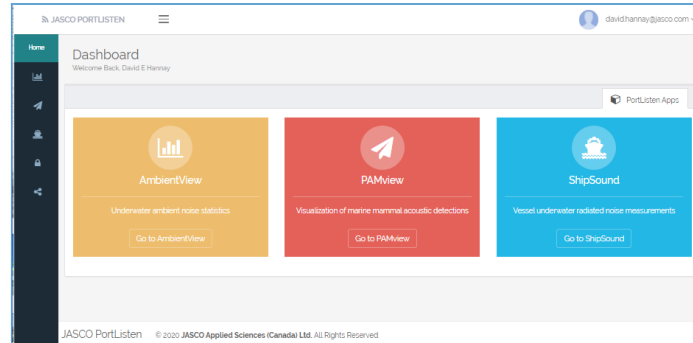 JASCO PORTLISTEN
david.hannay@jasco.com
Home
Dashboard
Welcome Back, David E Hannay
PortListen Apps
AmbientView
Underwater ambient noise statistics
Go to AmbientView
PAMview
Visualization of marine mammal acoustic detections
Go to PAMview
ShipSound
Vessel underwater radiated noise measurements
Go to ShipSound
JASCO PortListen © 2020 JASCO Applied Sciences (Canada) Ltd. All Rights Reserved.